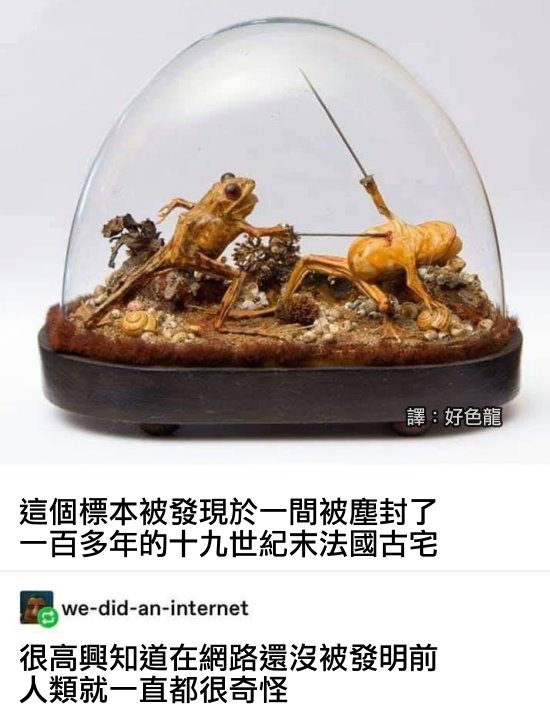 譯：好色龍
這個標本被發現於一間被塵封了
一百多年的十九世紀末法國古宅
we-did-an-internet
很高興知道在網路還沒被發明前
人類就一直都很奇怪